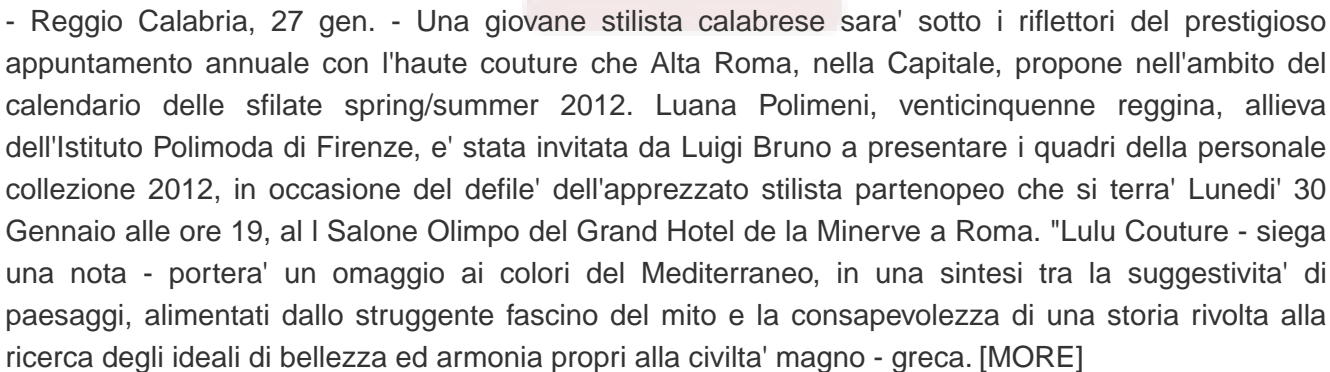 - Reggio Calabria, 27 gen. - Una giovane stilista calabrese sara' sotto i riflettori del prestigioso
appuntamento annuale con l'haute couture che Alta Roma, nella Capitale, propone nell'ambito del
calendario delle sfilate spring/summer 2012. Luana Polimeni, venticinquenne reggina, allieva
dell'Istituto Polimoda di Firenze, e' stata invitata da Luigi Bruno a presentare i quadri della personale
collezione 2012, in occasione del defile' dell'apprezzato stilista partenopeo che si terra' Lunedi' 30
Gennaio alle ore 19, al l Salone Olimpo del Grand Hotel de la Minerve a Roma. "Lulu Couture - siega
una nota - portera' un omaggio ai colori del Mediterraneo, in una sintesi tra la suggestivita' di
paesaggi, alimentati dallo struggente fascino del mito e la consapevolezza di una storia rivolta alla
ricerca degli ideali di bellezza ed armonia propri alla civilta' magno - greca. [MORE]